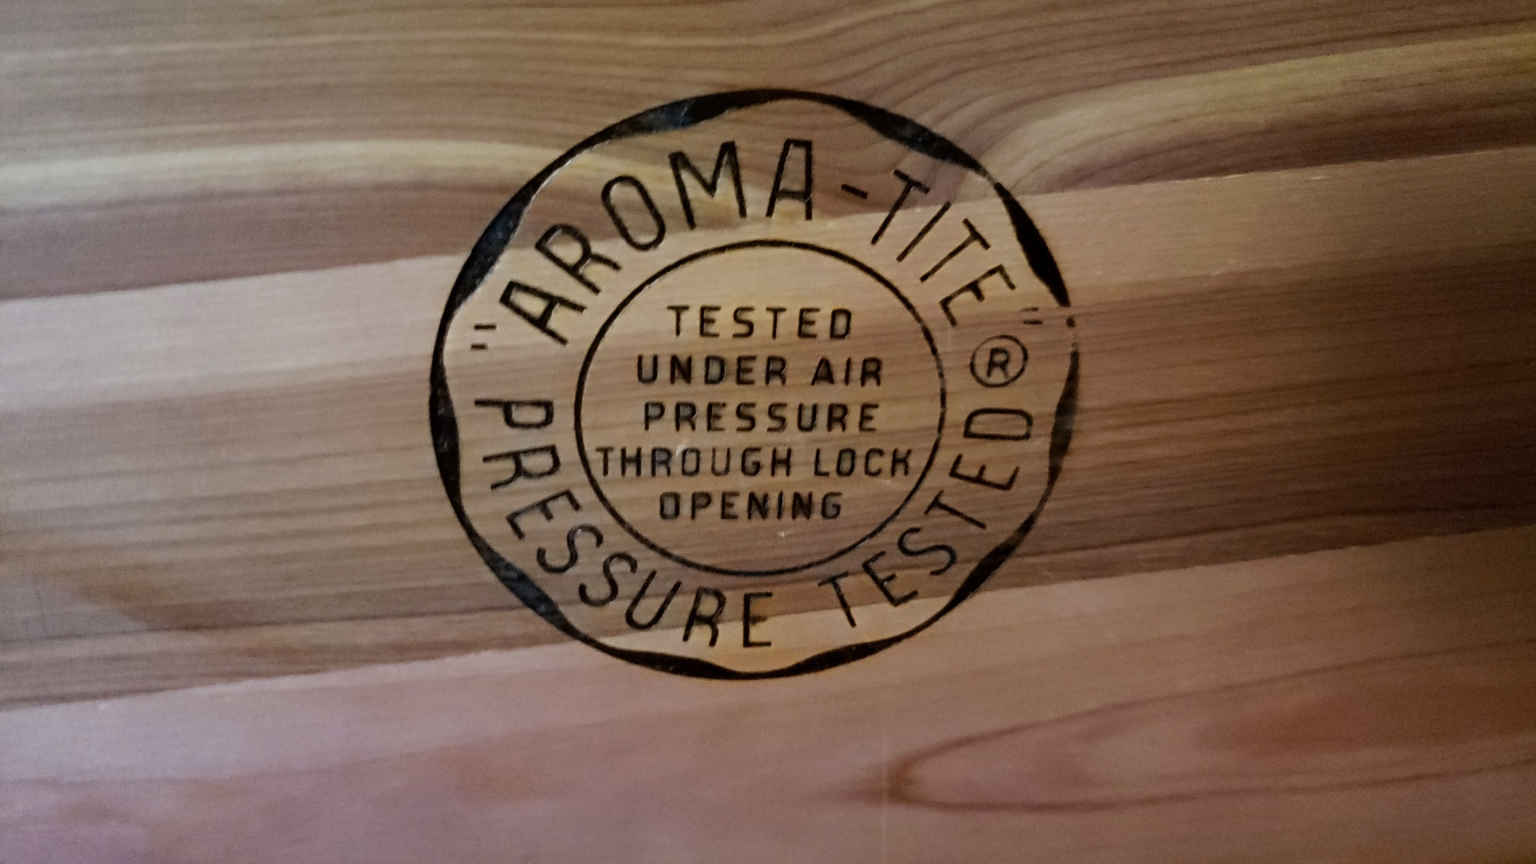 "AROMA-TITE"®
TESTED
UNDER AIR
PRESSURE
THROUGH LOCK
OPENING
PRESSURE TESTED